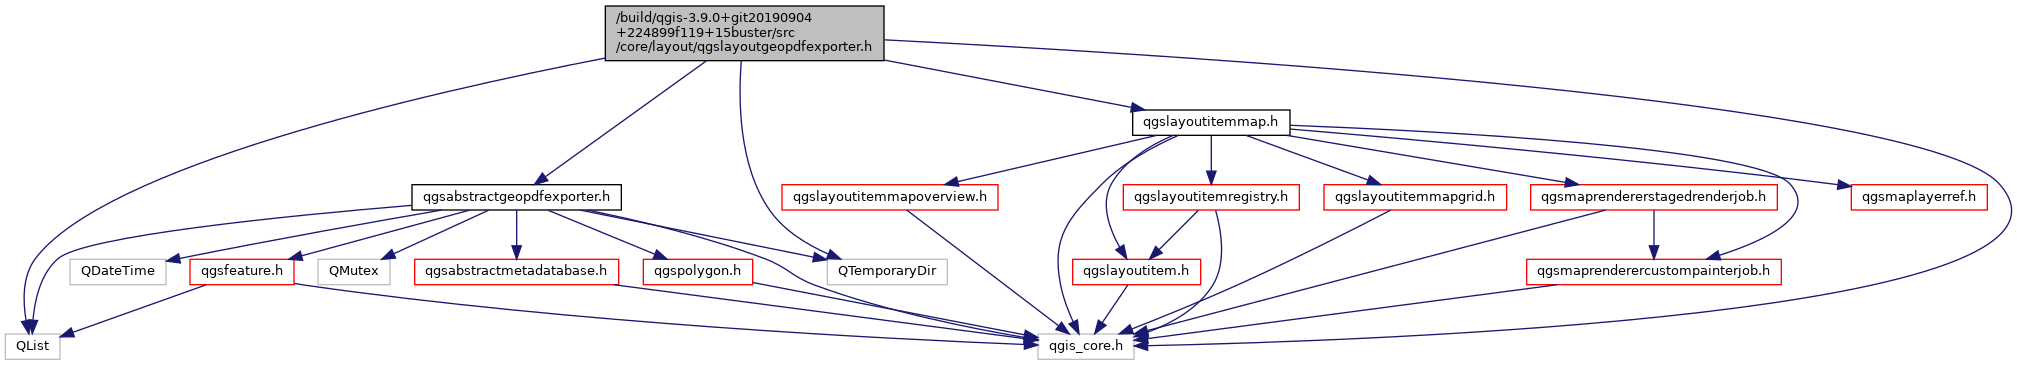 /build/qgis-3.9.0+git20190904
+224899f119+15buster/src
/core/layout/qgslayoutgeopdfexporter.h
qgslayoutitemmap.h
qgsabstractgeopdfexporter.h
qgslayoutitemmapoverview.h
qgslayoutitemregistry.h
qgslayoutitemmapgrid.h
qgsmaprendererstagedrenderjob.h
qgsmaplayerref.h
QDateTime
qgsfeature.h
QMutex
qgsabstractmetadatabase.h
qgspolygon.h
QTemporaryDir
qgslayoutitem.h
qgsmaprenderercustompainterjob.h
QList
qgis_core.h